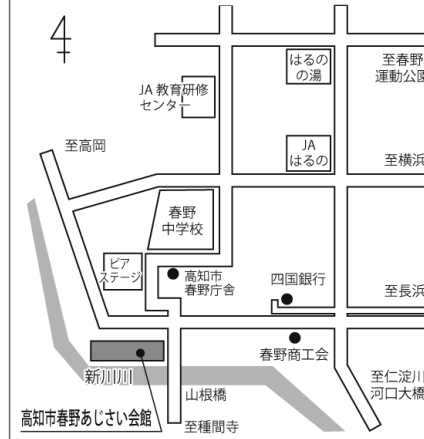 4
はるの
の湯
至春野
運動公園
JA 教育研修
センター
至高岡
JA
はるの
至横浜
春野
中学校
ピア
ステージ
高知市
春野庁舎
四国銀行
至長浜
春野商工会
新川川
山根橋
至仁淀川
河口大橋
高知市春野あじさい会館
至種間寺